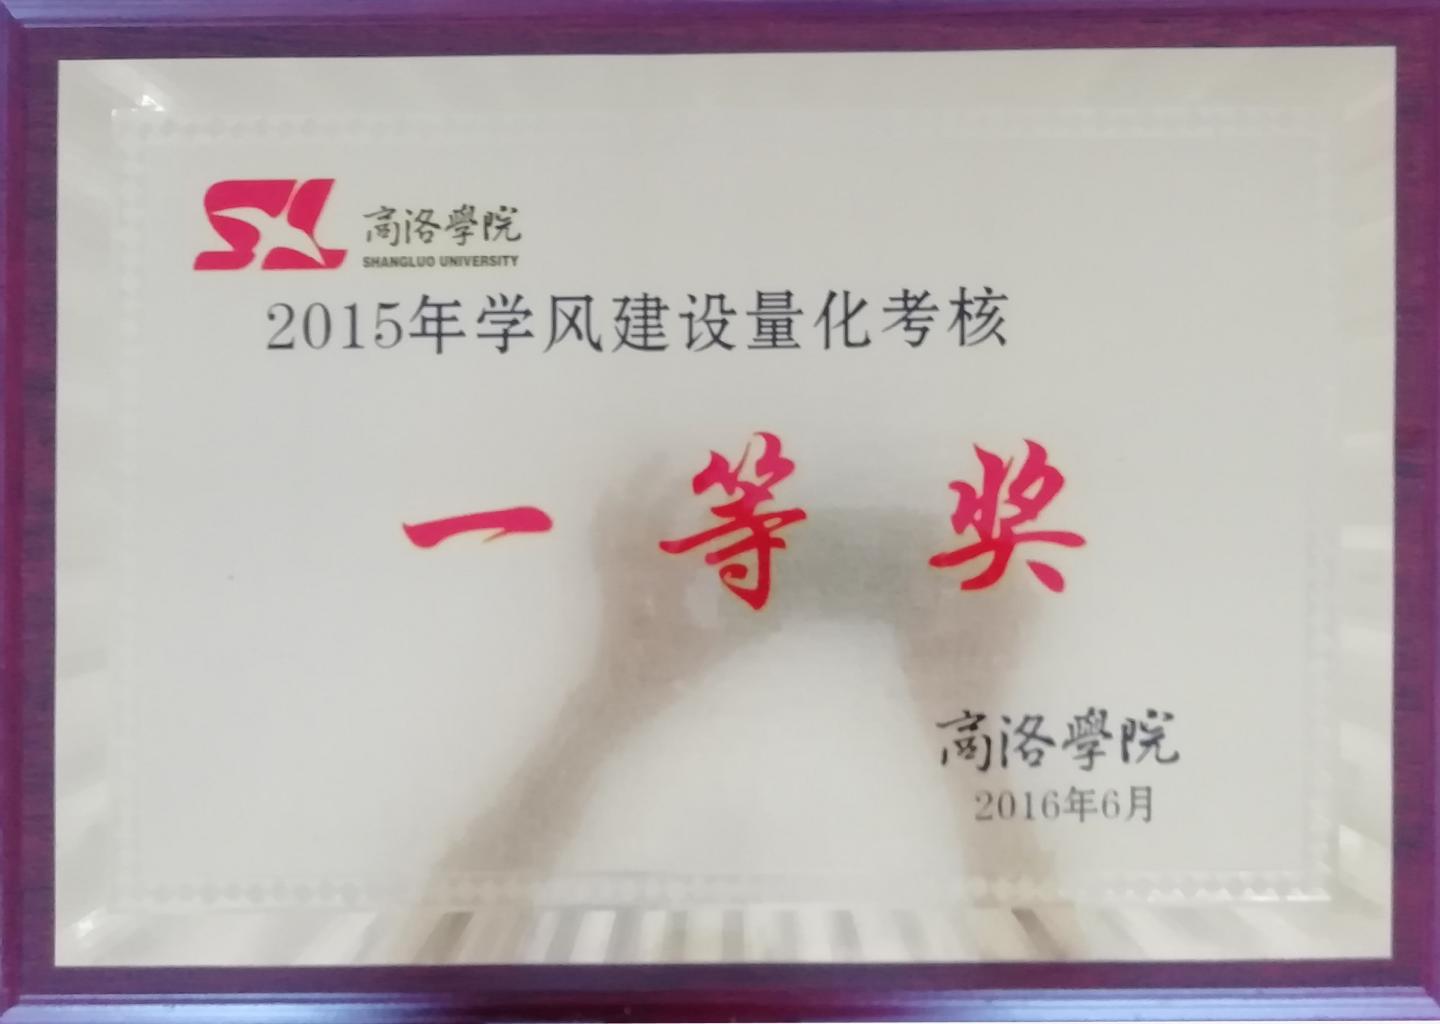 商洛學院
SHANGLUO UNIVERSITY
2015年学风建设量化考核
一等奖
商洛學院
2016年6月